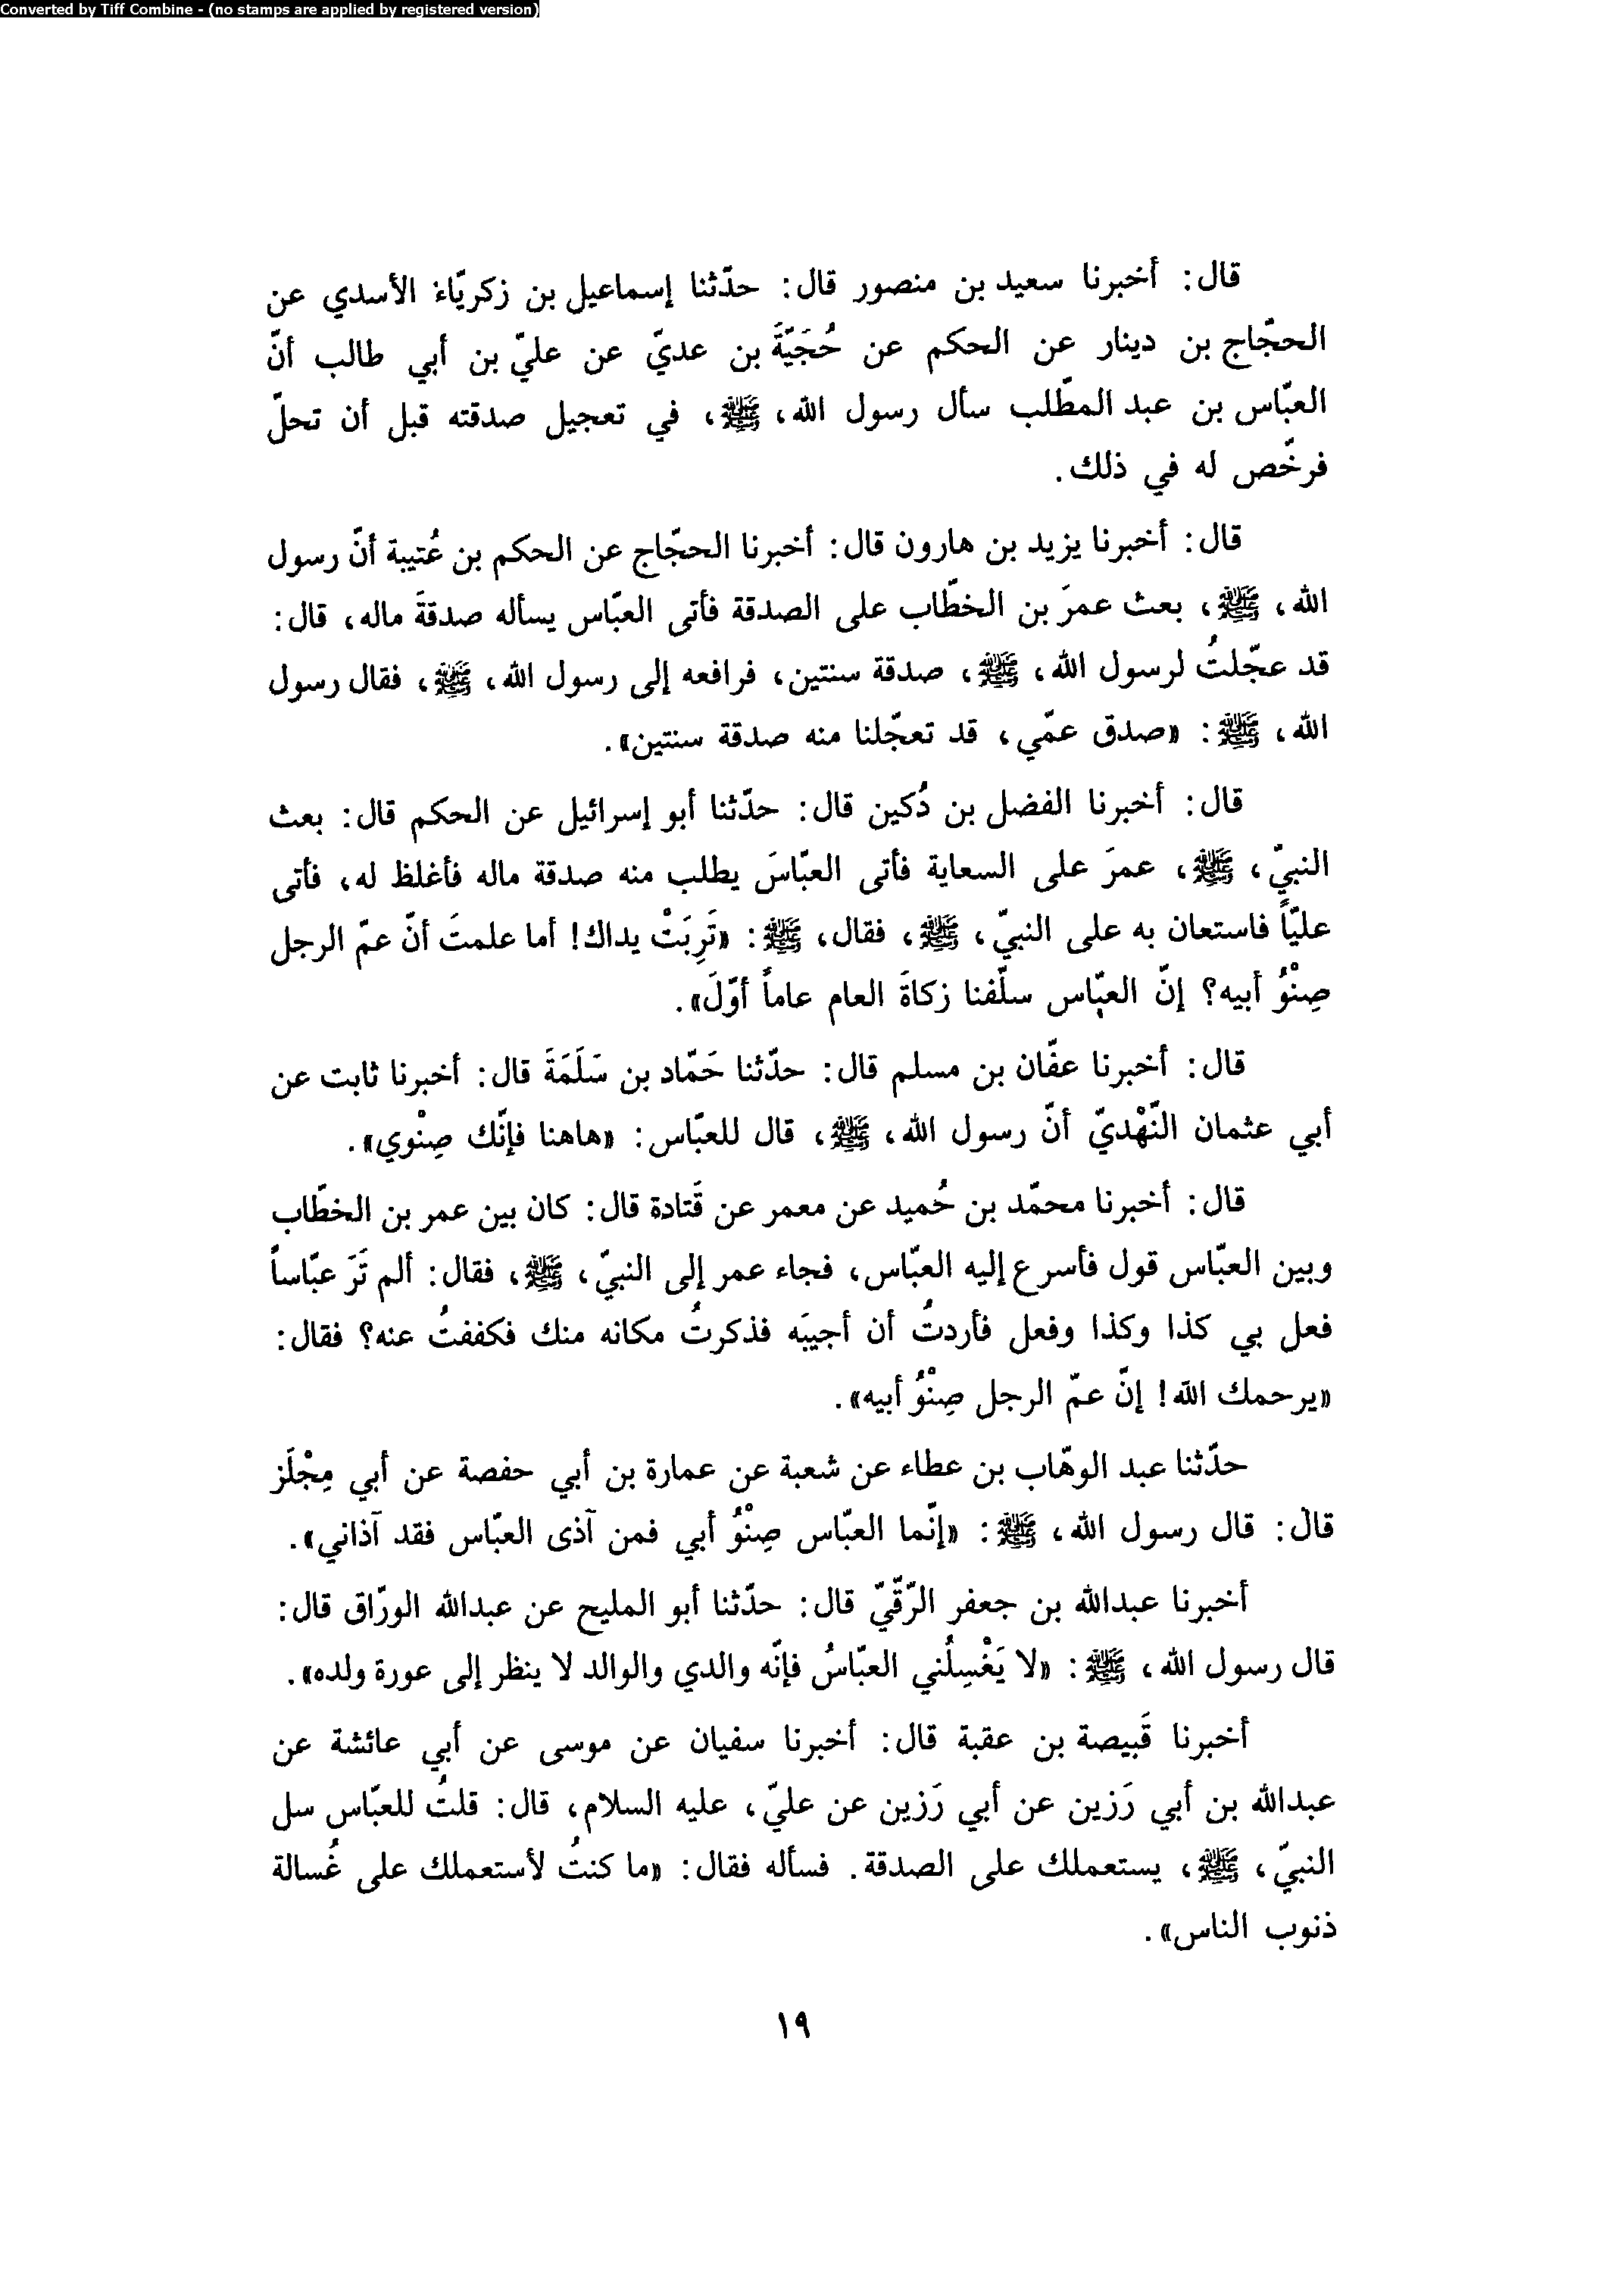 Converted by Tiff Combine - (no stamps are applied by registered version)
قال: أخبرنا سعيد بن منصور قال: حدّثنا إسماعيل بن زكريّاءَ الأسدي عن
الحجّاج بن دينار عن الحكم عن حُجَيّةَ بن عديّ عن عليّ بن أبي طالب أنّ
العبّاس بن عبد المطّلب سأل رسول الله، ﷺ، في تعجيل صدقته قبل أن تحلّ
فرخّص له في ذلك.
قال: أخبرنا يزيد بن هارون قال: أخبرنا الحجّاج عن الحكم بن عُتيبة أنّ رسول
الله، ﷺ، بعث عمرَ بن الخطّاب على الصدقة فأتى العبّاس يسأله صدقةَ ماله، قال:
قد عجّلتُ لرسول الله، ﷺ، صدقة سنتين، فرافعه إلى رسول الله، ﷺ، فقال رسول
الله، ﷺ: «صدق عمّي، قد تعجّلنا منه صدقة سنتين».
قال: أخبرنا الفضل بن دُكين قال: حدّثنا أبو إسرائيل عن الحكم قال: بعث
النبيّ، ﷺ، عمرَ على السعاية فأتى العبّاسَ يطلب منه صدقة ماله فأغلظ له، فأتى
عليّاً فاستعان به على النبيّ، ﷺ، فقال، ﷺ: «تَرِبَتْ يداك! أما علمتَ أنّ عمّ الرجل
صِنْوُ أبيه؟ إنّ العبّاس سلّفنا زكاةَ العام عاماً أوّلَ».
قال: أخبرنا عفّان بن مسلم قال: حدّثنا حَمّاد بن سَلَمَةَ قال: أخبرنا ثابت عن
أبي عثمان النّهْديّ أنّ رسول الله، ﷺ، قال للعبّاس: «هاهنا فإنّك صِنْوي».
قال: أخبرنا محمّد بن حُميد عن معمر عن قَتادة قال: كان بين عمر بن الخطّاب
وبين العبّاس قول فأسرع إليه العبّاس، فجاء عمر إلى النبيّ، ﷺ، فقال: ألم تَرَ عبّاساً
فعل بي كذا وكذا وفعل فأردتُ أن أجيبَه فذكرتُ مكانه منك فكففتُ عنه؟ فقال:
«يرحمك الله! إنّ عمّ الرجل صِنْوُ أبيه».
حدّثنا عبد الوهّاب بن عطاء عن شعبة عن عمارة بن أبي حفصة عن أبي مِجْلَز
قال: قال رسول الله، ﷺ: «إنّما العبّاس صِنْوُ أبي فمن آذى العبّاس فقد آذاني».
أخبرنا عبدالله بن جعفر الرّقّيّ قال: حدّثنا أبو المليح عن عبدالله الورّاق قال:
قال رسول الله، ﷺ: «لا يَغْسِلُني العبّاسُ فإنّه والدي والوالد لا ينظر إلى عورة ولده».
أخبرنا قَبيصة بن عقبة قال: أخبرنا سفيان عن موسى عن أبي عائشة عن
عبدالله بن أبي رَزين عن أبي رَزين عن عليّ، عليه السلام، قال: قلتُ للعبّاس سل
النبيّ، ﷺ، يستعملك على الصدقة. فسأله فقال: «ما كنتُ لأستعملك على غُسالة
ذنوب الناس».
١٩